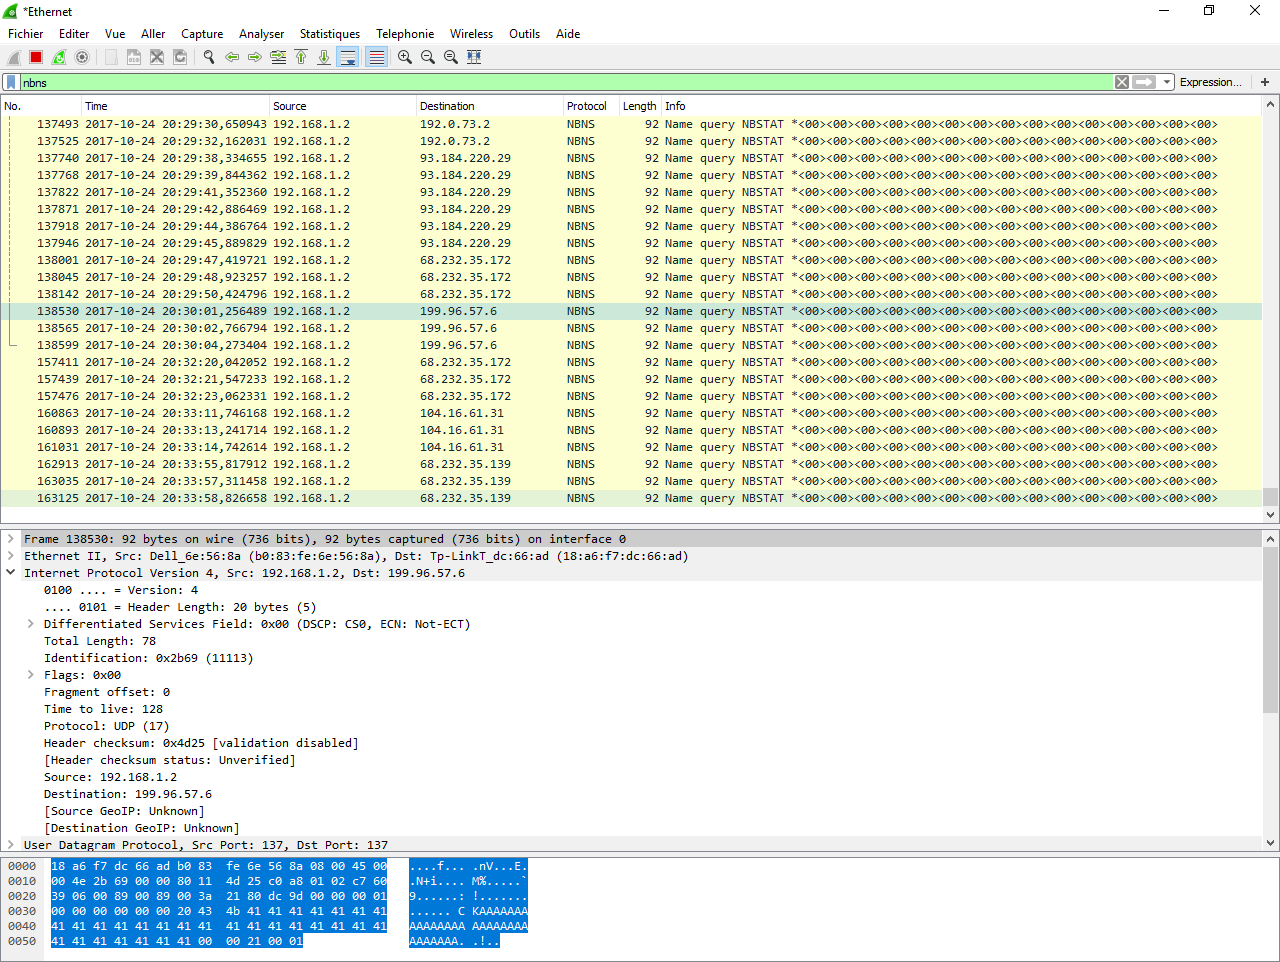 *Ethernet
Fichier Editer Vue Aller Capture Analyser Statistiques Telephonie Wireless Outils Aide
nbns Expression… +
No. Time Source Destination Protocol Length Info
137493 2017-10-24 20:29:30,650943 192.168.1.2 192.0.73.2 NBNS 92 Name query NBSTAT *<00><00><00><00><00><00><00><00><00><00><00><00><00><00><00>
137525 2017-10-24 20:29:32,162031 192.168.1.2 192.0.73.2 NBNS 92 Name query NBSTAT *<00><00><00><00><00><00><00><00><00><00><00><00><00><00><00>
137740 2017-10-24 20:29:38,334655 192.168.1.2 93.184.220.29 NBNS 92 Name query NBSTAT *<00><00><00><00><00><00><00><00><00><00><00><00><00><00><00>
137768 2017-10-24 20:29:39,844362 192.168.1.2 93.184.220.29 NBNS 92 Name query NBSTAT *<00><00><00><00><00><00><00><00><00><00><00><00><00><00><00>
137822 2017-10-24 20:29:41,352360 192.168.1.2 93.184.220.29 NBNS 92 Name query NBSTAT *<00><00><00><00><00><00><00><00><00><00><00><00><00><00><00>
137871 2017-10-24 20:29:42,886469 192.168.1.2 93.184.220.29 NBNS 92 Name query NBSTAT *<00><00><00><00><00><00><00><00><00><00><00><00><00><00><00>
137918 2017-10-24 20:29:44,386764 192.168.1.2 93.184.220.29 NBNS 92 Name query NBSTAT *<00><00><00><00><00><00><00><00><00><00><00><00><00><00><00>
137946 2017-10-24 20:29:45,889829 192.168.1.2 93.184.220.29 NBNS 92 Name query NBSTAT *<00><00><00><00><00><00><00><00><00><00><00><00><00><00><00>
138001 2017-10-24 20:29:47,419721 192.168.1.2 68.232.35.172 NBNS 92 Name query NBSTAT *<00><00><00><00><00><00><00><00><00><00><00><00><00><00><00>
138045 2017-10-24 20:29:48,923257 192.168.1.2 68.232.35.172 NBNS 92 Name query NBSTAT *<00><00><00><00><00><00><00><00><00><00><00><00><00><00><00>
138142 2017-10-24 20:29:50,424796 192.168.1.2 68.232.35.172 NBNS 92 Name query NBSTAT *<00><00><00><00><00><00><00><00><00><00><00><00><00><00><00>
138530 2017-10-24 20:30:01,256489 192.168.1.2 199.96.57.6 NBNS 92 Name query NBSTAT *<00><00><00><00><00><00><00><00><00><00><00><00><00><00><00>
138565 2017-10-24 20:30:02,766794 192.168.1.2 199.96.57.6 NBNS 92 Name query NBSTAT *<00><00><00><00><00><00><00><00><00><00><00><00><00><00><00>
138599 2017-10-24 20:30:04,273404 192.168.1.2 199.96.57.6 NBNS 92 Name query NBSTAT *<00><00><00><00><00><00><00><00><00><00><00><00><00><00><00>
157411 2017-10-24 20:32:20,042052 192.168.1.2 68.232.35.172 NBNS 92 Name query NBSTAT *<00><00><00><00><00><00><00><00><00><00><00><00><00><00><00>
157439 2017-10-24 20:32:21,547233 192.168.1.2 68.232.35.172 NBNS 92 Name query NBSTAT *<00><00><00><00><00><00><00><00><00><00><00><00><00><00><00>
157476 2017-10-24 20:32:23,062331 192.168.1.2 68.232.35.172 NBNS 92 Name query NBSTAT *<00><00><00><00><00><00><00><00><00><00><00><00><00><00><00>
160863 2017-10-24 20:33:11,746168 192.168.1.2 104.16.61.31 NBNS 92 Name query NBSTAT *<00><00><00><00><00><00><00><00><00><00><00><00><00><00><00>
160893 2017-10-24 20:33:13,241714 192.168.1.2 104.16.61.31 NBNS 92 Name query NBSTAT *<00><00><00><00><00><00><00><00><00><00><00><00><00><00><00>
161031 2017-10-24 20:33:14,742614 192.168.1.2 104.16.61.31 NBNS 92 Name query NBSTAT *<00><00><00><00><00><00><00><00><00><00><00><00><00><00><00>
162913 2017-10-24 20:33:55,817912 192.168.1.2 68.232.35.139 NBNS 92 Name query NBSTAT *<00><00><00><00><00><00><00><00><00><00><00><00><00><00><00>
163035 2017-10-24 20:33:57,311458 192.168.1.2 68.232.35.139 NBNS 92 Name query NBSTAT *<00><00><00><00><00><00><00><00><00><00><00><00><00><00><00>
163125 2017-10-24 20:33:58,826658 192.168.1.2 68.232.35.139 NBNS 92 Name query NBSTAT *<00><00><00><00><00><00><00><00><00><00><00><00><00><00><00>
Frame 138530: 92 bytes on wire (736 bits), 92 bytes captured (736 bits) on interface 0
Ethernet II, Src: Dell_6e:56:8a (b0:83:fe:6e:56:8a), Dst: Tp-LinkT_dc:66:ad (18:a6:f7:dc:66:ad)
Internet Protocol Version 4, Src: 192.168.1.2, Dst: 199.96.57.6
0100 .... = Version: 4
.... 0101 = Header Length: 20 bytes (5)
Differentiated Services Field: 0x00 (DSCP: CS0, ECN: Not-ECT)
Total Length: 78
Identification: 0x2b69 (11113)
Flags: 0x00
Fragment offset: 0
Time to live: 128
Protocol: UDP (17)
Header checksum: 0x4d25 [validation disabled]
[Header checksum status: Unverified]
Source: 192.168.1.2
Destination: 199.96.57.6
[Source GeoIP: Unknown]
[Destination GeoIP: Unknown]
User Datagram Protocol, Src Port: 137, Dst Port: 137
0000 18 a6 f7 dc 66 ad b0 83 fe 6e 56 8a 08 00 45 00 ....f... .nV...E.
0010 00 4e 2b 69 00 00 80 11 4d 25 c0 a8 01 02 c7 60 .N+i.... M%.....`
0020 39 06 00 89 00 89 00 3a 21 80 dc 9d 00 00 00 01 9......: !.......
0030 00 00 00 00 00 00 20 43 4b 41 41 41 41 41 41 41 ...... C KAAAAAAA
0040 41 41 41 41 41 41 41 41 41 41 41 41 41 41 41 41 AAAAAAAA AAAAAAAA
0050 41 41 41 41 41 41 41 00 00 21 00 01 AAAAAAA. .!..